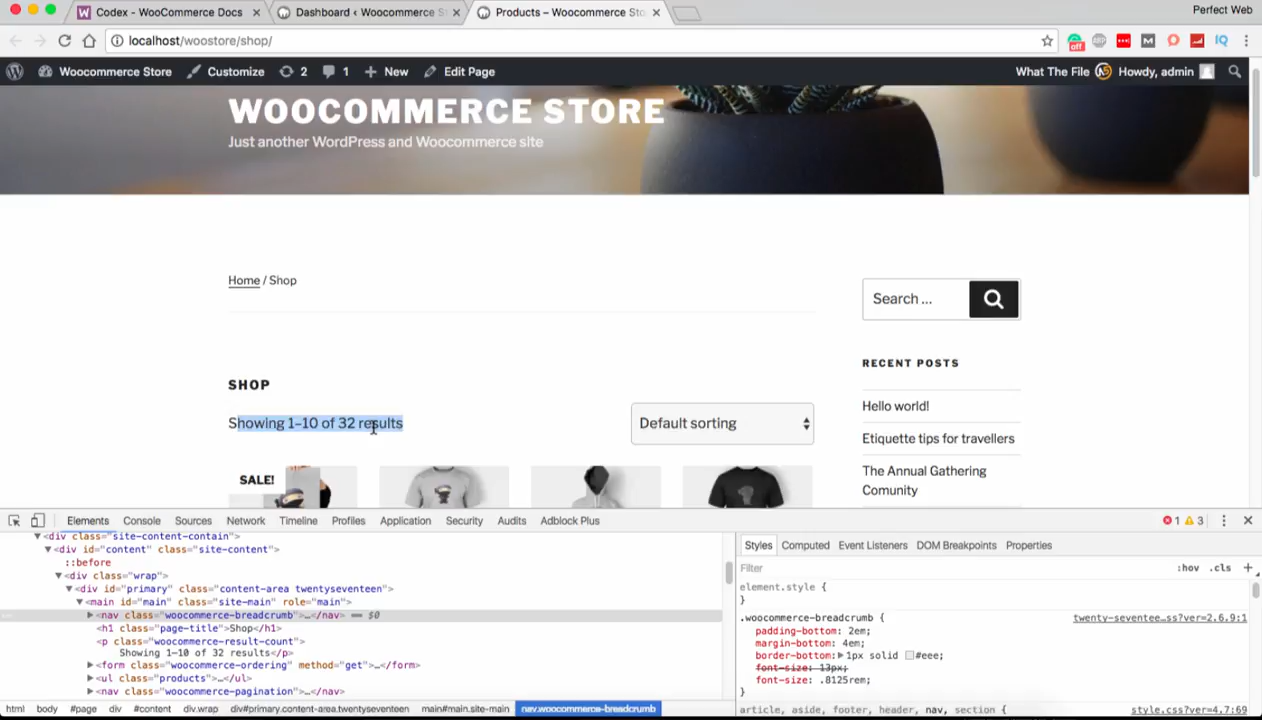 Codex - WooCommerce Docs
Dashboard ‹ Woocommerce S
Products – Woocommerce Sto
Perfect Web
localhost/woostore/shop/
off
Woocommerce Store
Customize
2
1
New
Edit Page
What The File
Howdy, admin
WOOCOMMERCE STORE
Just another WordPress and Woocommerce site
Home / Shop
Search ...
RECENT POSTS
SHOP
Hello world!
Showing 1–10 of 32 results
Default sorting
Etiquette tips for travellers
The Annual Gathering
Comunity
SALE!
Elements Console Sources Network Timeline Profiles Application Security Audits Adblock Plus
1 3
<div class="site-content-contain">
<div id="content" class="site-content">
::before
<div class="wrap">
<div id="primary" class="content-area twentyseventeen">
<main id="main" class="site-main" role="main">
<nav class="woocommerce-breadcrumb">…</nav> == $0
<h1 class="page-title">Shop</h1>
<p class="woocommerce-result-count">
Showing 1–10 of 32 results</p>
<form class="woocommerce-ordering" method="get">…</form>
<ul class="products">…</ul>
<nav class="woocommerce-pagination">…</nav>
html body #page div #content div.wrap div#primary.content-area.twentyseventeen main#main.site-main nav.woocommerce-breadcrumb
Styles Computed Event Listeners DOM Breakpoints Properties
Filter
:hov .cls +
element.style {
}
.woocommerce-breadcrumb {
twenty-seventee…ss?ver=2.6.9:1
padding-bottom: 2em;
margin-bottom: 4em;
border-bottom: 1px solid #eee;
font-size: 13px;
font-size: .8125rem;
}
article, aside, footer, header, nav, section {
style.css?ver=4.7:69